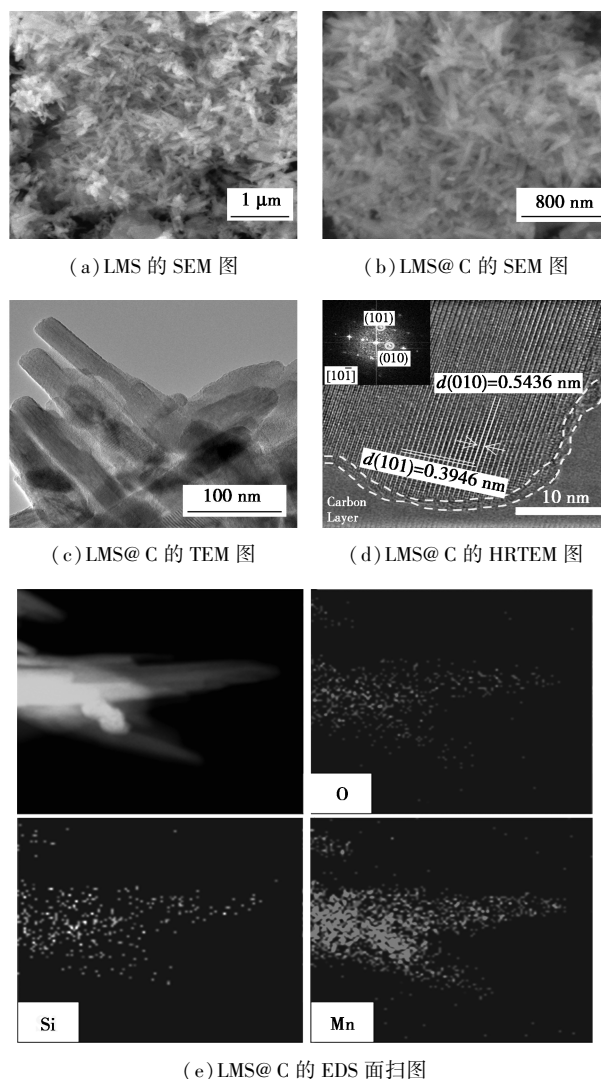 1 μm
800 nm
(a)LMS 的 SEM 图
(b)LMS@ C 的 SEM 图
100 nm
(101)
(010)
[101̄]
d(010)=0.5436 nm
d(101)=0.3946 nm
Carbon
Layer
10 nm
(c)LMS@ C 的 TEM 图
(d)LMS@ C 的 HRTEM 图
O
Si
Mn
(e)LMS@ C 的 EDS 面扫图